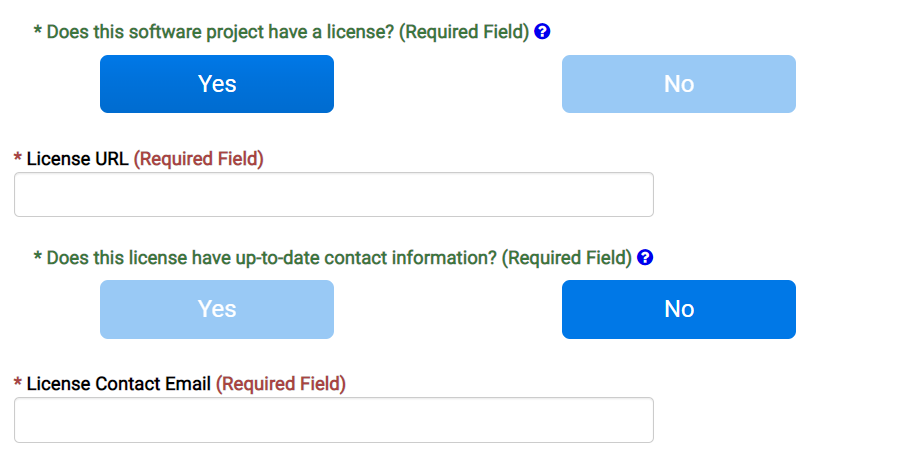 * Does this software project have a license? (Required Field) ?
Yes No
* License URL (Required Field)
* Does this license have up-to-date contact information? (Required Field) ?
Yes No
* License Contact Email (Required Field)